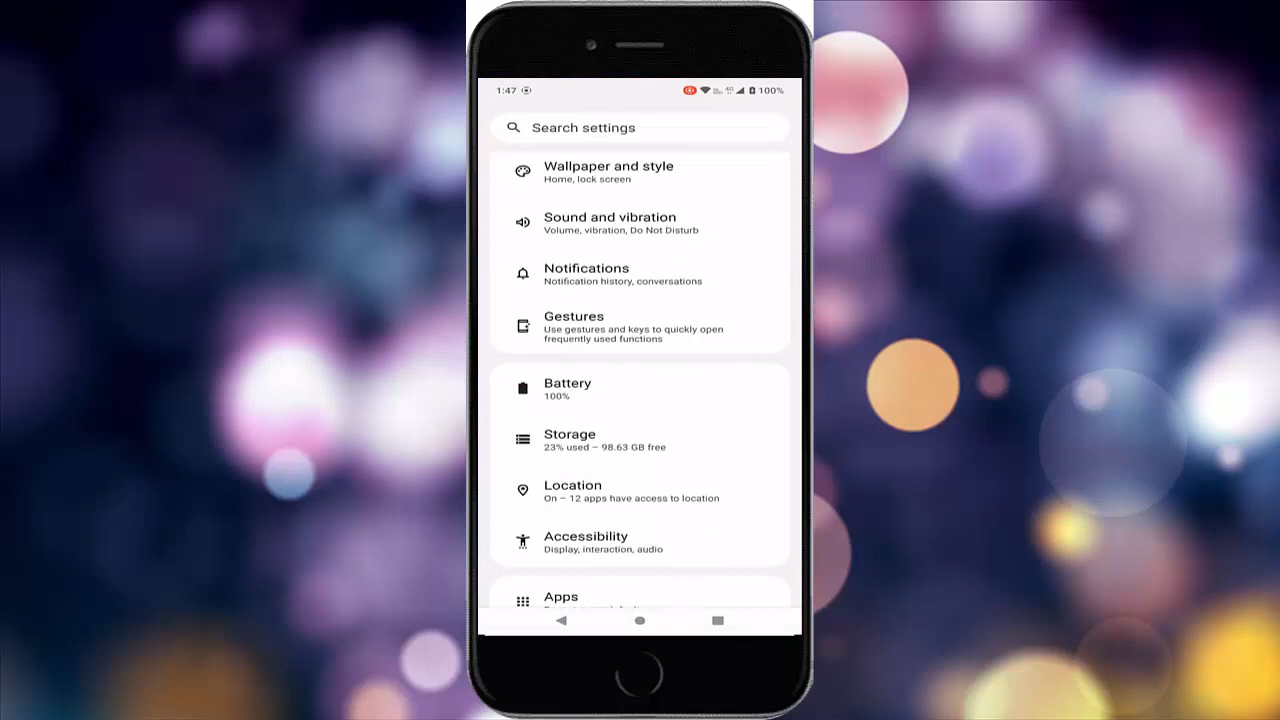 1:47
100%
Search settings
Wallpaper and style
Home, lock screen
Sound and vibration
Volume, vibration, Do Not Disturb
Notifications
Notification history, conversations
Gestures
Use gestures and keys to quickly open
frequently used functions
Battery
100%
Storage
23% used – 98.63 GB free
Location
On – 12 apps have access to location
Accessibility
Display, interaction, audio
Apps